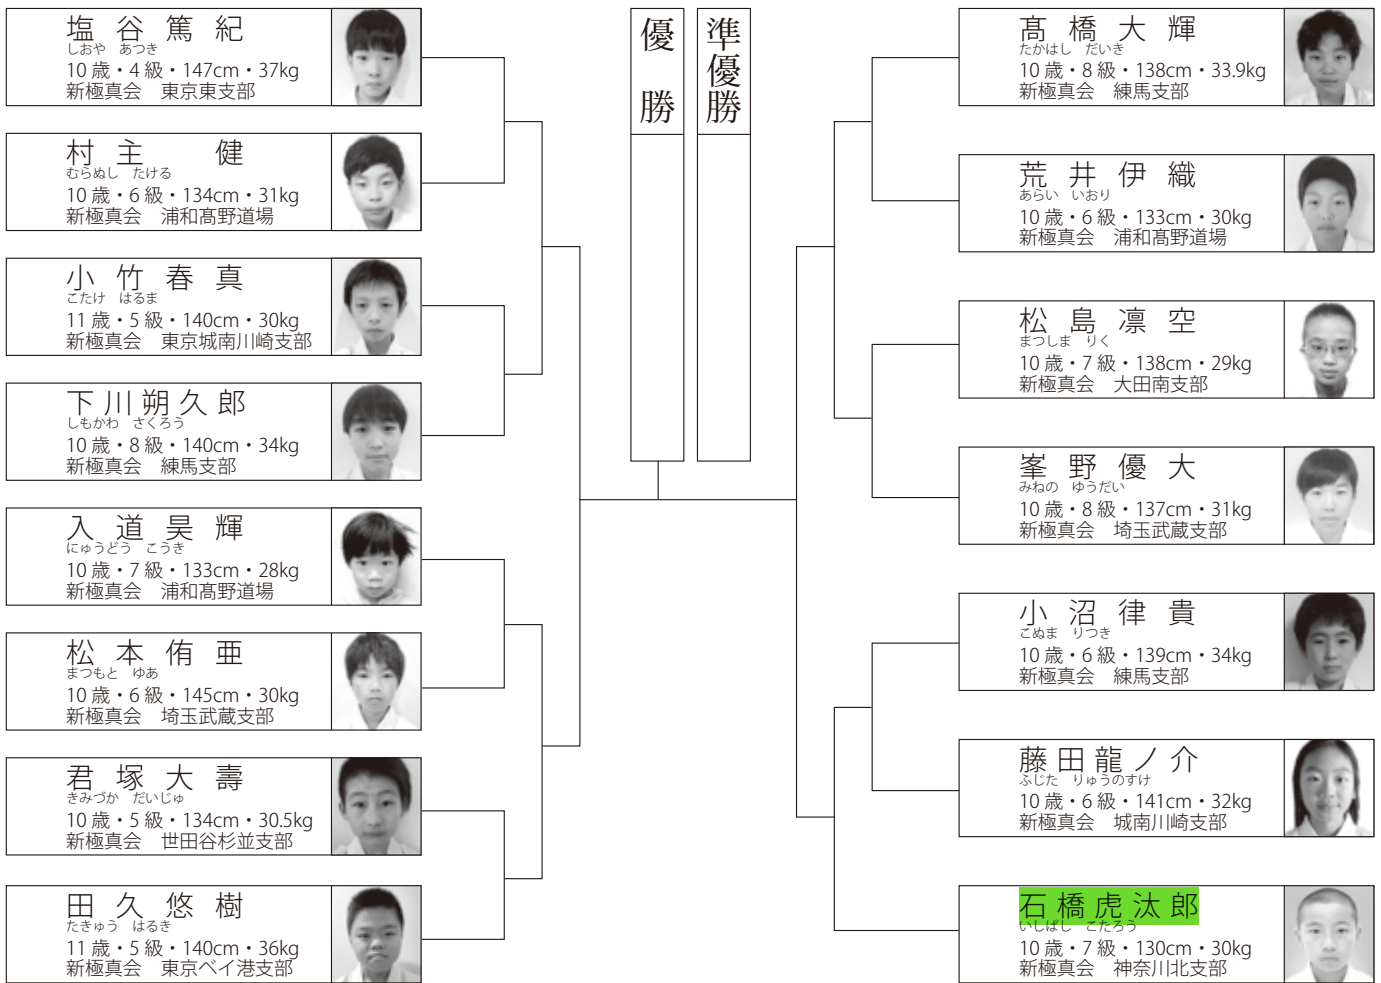 塩谷篤紀
しおや　あつき
10歳・4級・147cm・37kg
新極真会　東京東支部
村主　健
むらぬし　たける
10歳・6級・134cm・31kg
新極真会　浦和髙野道場
小竹春真
こたけ　はるま
11歳・5級・140cm・30kg
新極真会　東京城南川崎支部
下川朔久郎
しもかわ　さくろう
10歳・8級・140cm・34kg
新極真会　練馬支部
入道昊輝
にゅうどう　こうき
10歳・7級・133cm・28kg
新極真会　浦和髙野道場
松本侑亜
まつもと　ゆあ
10歳・6級・145cm・30kg
新極真会　埼玉武蔵支部
君塚大壽
きみづか　だいじゅ
10歳・5級・134cm・30.5kg
新極真会　世田谷杉並支部
田久悠樹
たきゅう　はるき
11歳・5級・140cm・36kg
新極真会　東京ベイ港支部
優勝
準優勝
髙橋大輝
たかはし　だいき
10歳・8級・138cm・33.9kg
新極真会　練馬支部
荒井伊織
あらい　いおり
10歳・6級・133cm・30kg
新極真会　浦和髙野道場
松島凛空
まつしま　りく
10歳・7級・138cm・29kg
新極真会　大田南支部
峯野優大
みねの　ゆうだい
10歳・8級・137cm・31kg
新極真会　埼玉武蔵支部
小沼律貴
こぬま　りつき
10歳・6級・139cm・34kg
新極真会　練馬支部
藤田龍ノ介
ふじた　りゅうのすけ
10歳・6級・141cm・32kg
新極真会　城南川崎支部
石橋虎汰郎
いしばし　こたろう
10歳・7級・130cm・30kg
新極真会　神奈川北支部